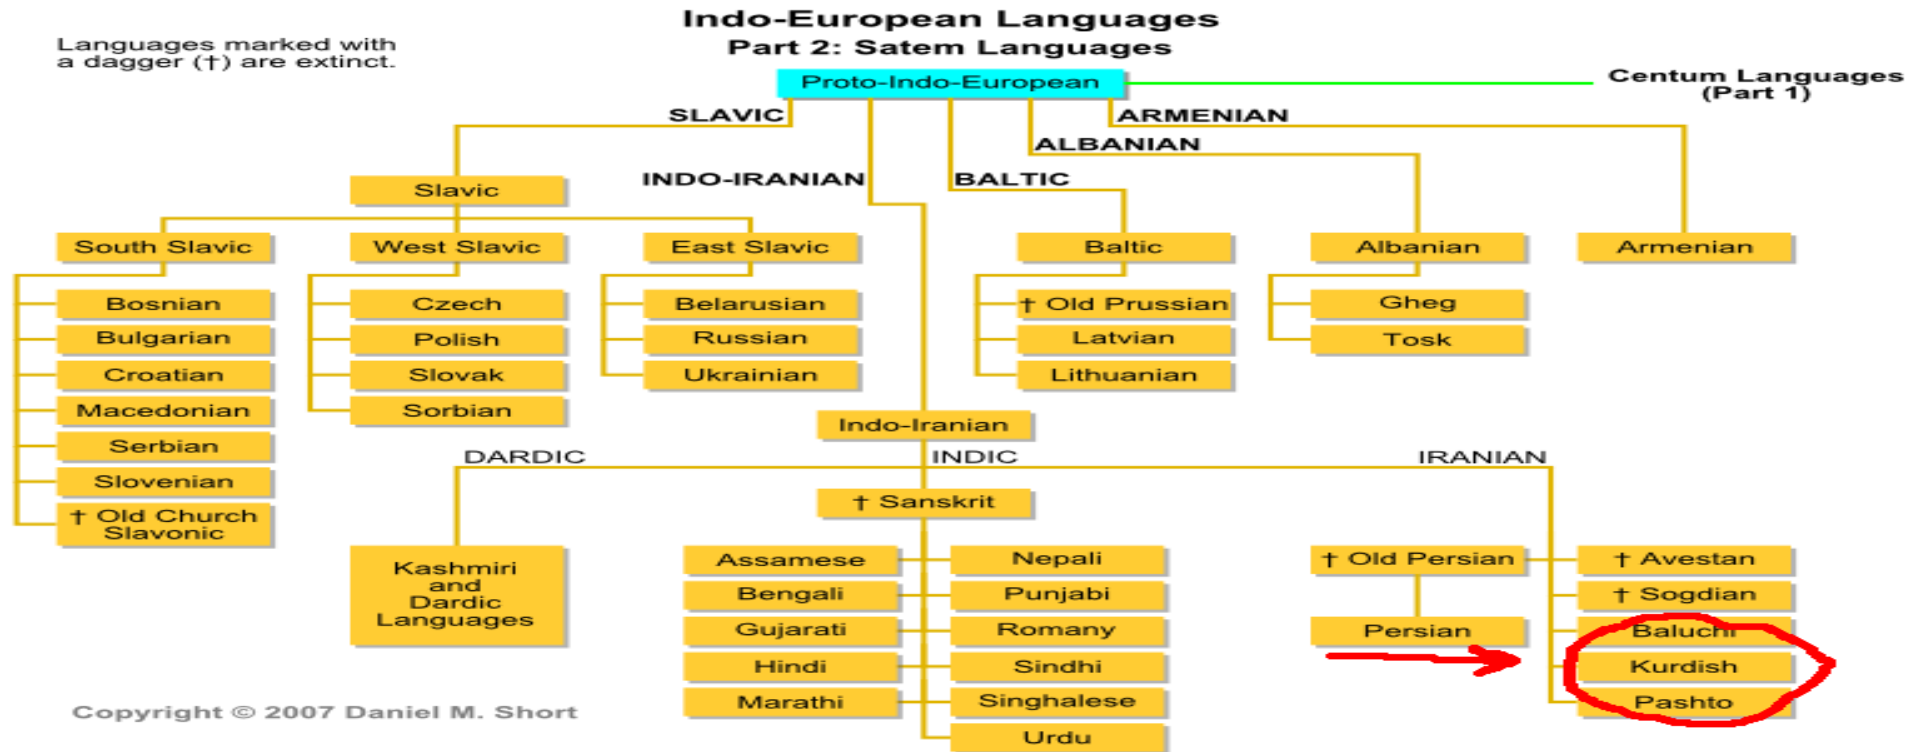 Indo-European Languages
Part 2: Satem Languages
Languages marked with
a dagger (†) are extinct.
Proto-Indo-European
Centum Languages
(Part 1)
SLAVIC
ARMENIAN
ALBANIAN
INDO-IRANIAN
BALTIC
Slavic
South Slavic
West Slavic
East Slavic
Baltic
Albanian
Armenian
Bosnian
Bulgarian
Croatian
Macedonian
Serbian
Slovenian
† Old Church
Slavonic
Czech
Polish
Slovak
Sorbian
Belarusian
Russian
Ukrainian
† Old Prussian
Latvian
Lithuanian
Gheg
Tosk
Indo-Iranian
DARDIC
INDIC
IRANIAN
† Sanskrit
Kashmiri
and
Dardic
Languages
Assamese
Bengali
Gujarati
Hindi
Marathi
Nepali
Punjabi
Romany
Sindhi
Singhalese
Urdu
† Old Persian
Persian
† Avestan
† Sogdian
Baluchi
Kurdish
Pashto
Copyright © 2007 Daniel M. Short